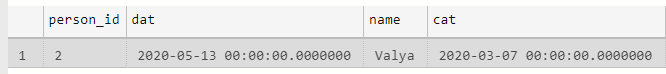 person_id dat name cat
1 2 2020-05-13 00:00:00.0000000 Valya 2020-03-07 00:00:00.0000000